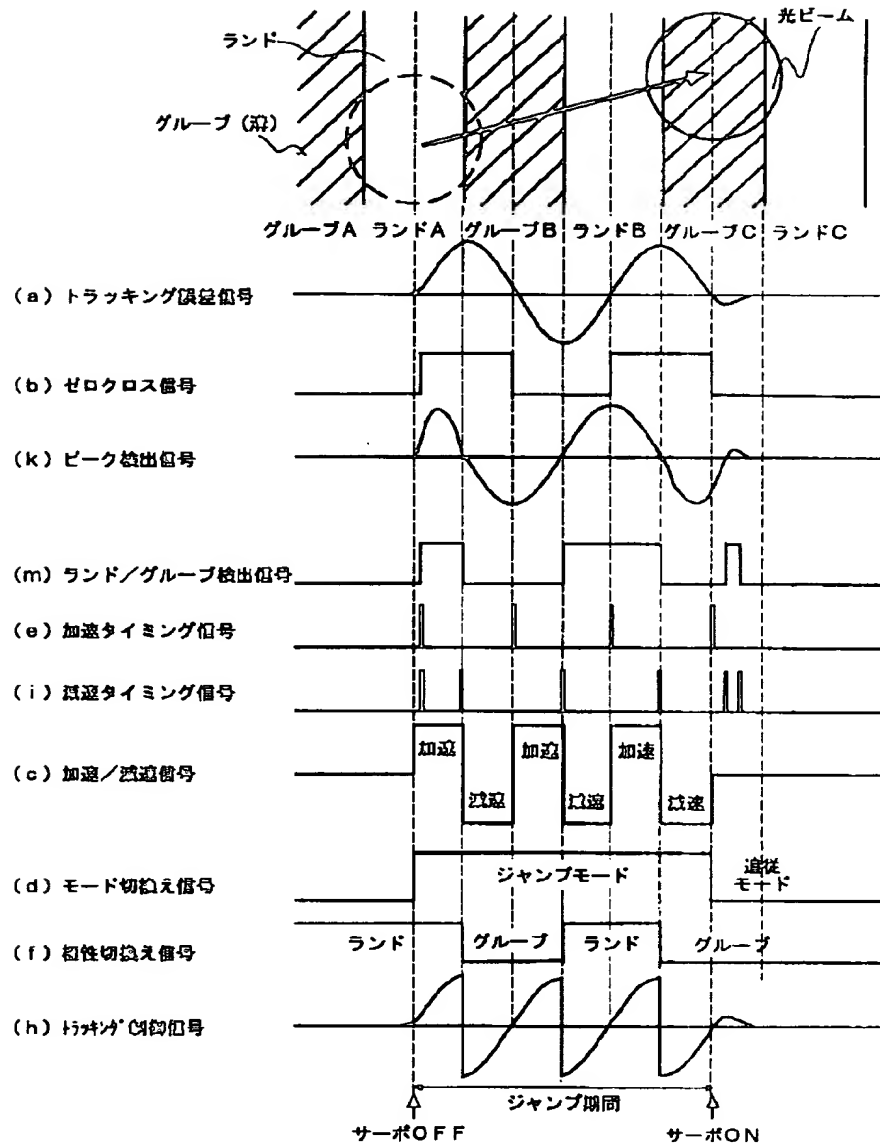 光ビーム
ランド
グループ (溝)
グループA ランドA グループB ランドB グループC ランドC
(a) トラッキング誤差信号
(b) ゼロクロス信号
(k) ピーク検出信号
(m) ランド/グループ検出信号
(e) 加速タイミング信号
(i) 減速タイミング信号
加速 加速 加速
(c) 加速/減速信号
減速 減速 減速
(d) モード切換え信号
ジャンプモード
追従
モード
(f) 極性切換え信号
ランド グループ ランド グループ
(h) トラッキング制御信号
ジャンプ期間
サーボOFF サーボON